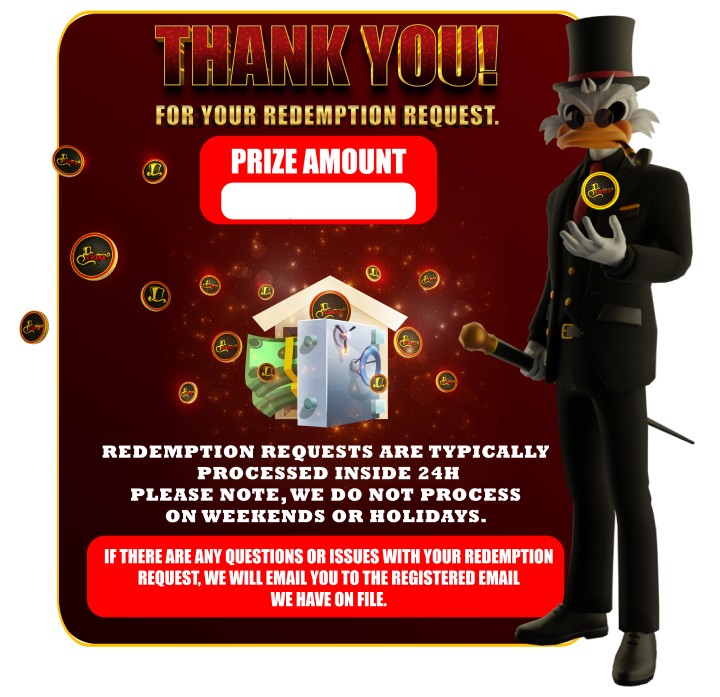 THANK YOU!
FOR YOUR REDEMPTION REQUEST.
PRIZE AMOUNT
REDEMPTION REQUESTS ARE TYPICALLY
PROCESSED INSIDE 24H
PLEASE NOTE, WE DO NOT PROCESS
ON WEEKENDS OR HOLIDAYS.
IF THERE ARE ANY QUESTIONS OR ISSUES WITH YOUR REDEMPTION
REQUEST, WE WILL EMAIL YOU TO THE REGISTERED EMAIL
WE HAVE ON FILE.